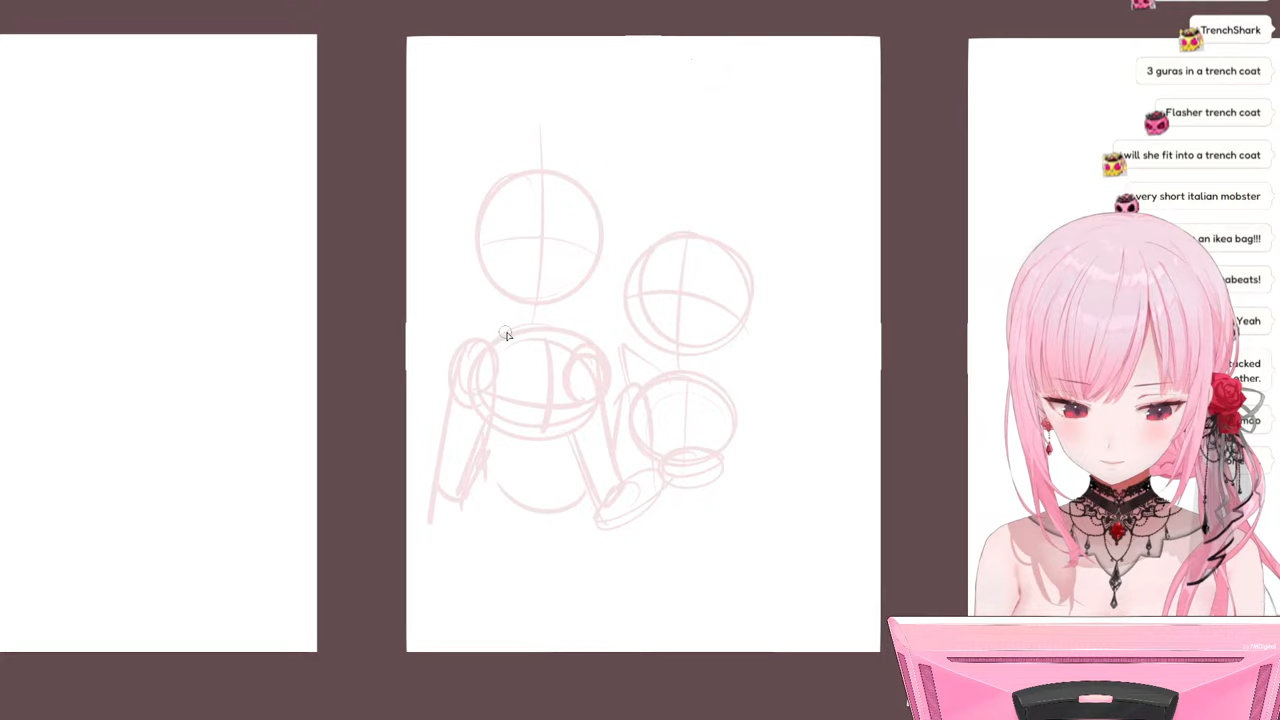 TrenchShark
3 guras in a trench coat
Flasher trench coat
will she fit into a trench coat
very short italian mobster
an ikea bag!!!
Yeah